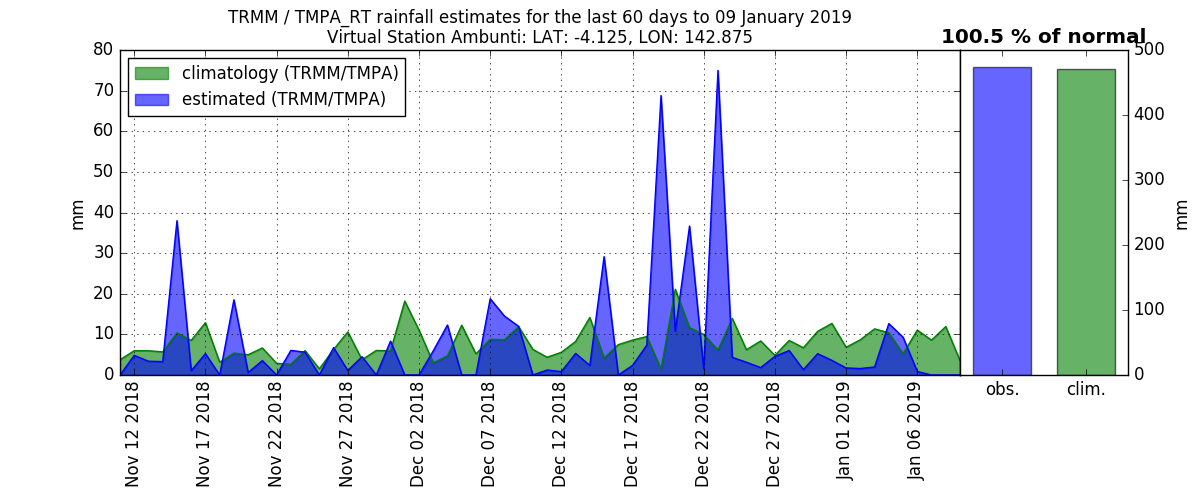 TRMM / TMPA_RT rainfall estimates for the last 60 days to 09 January 2019
Virtual Station Ambunti: LAT: -4.125, LON: 142.875
100.5 % of normal
climatology (TRMM/TMPA)
estimated (TRMM/TMPA)
80
70
60
50
40
30
20
10
0
mm
Nov 12 2018
Nov 17 2018
Nov 22 2018
Nov 27 2018
Dec 02 2018
Dec 07 2018
Dec 12 2018
Dec 17 2018
Dec 22 2018
Dec 27 2018
Jan 01 2019
Jan 06 2019
obs.
clim.
500
400
300
200
100
0
mm